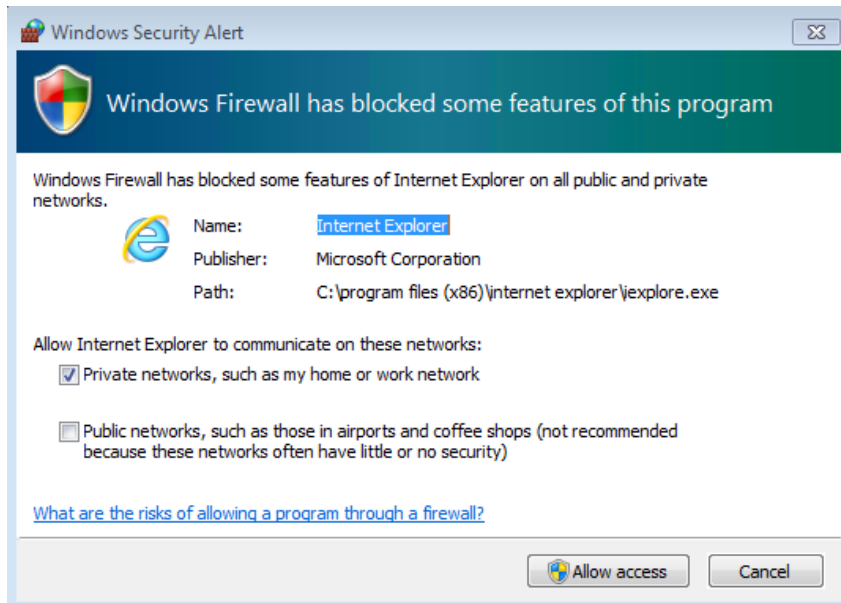 Windows Security Alert
Windows Firewall has blocked some features of this program
Windows Firewall has blocked some features of Internet Explorer on all public and private
networks.
Name: Internet Explorer
Publisher: Microsoft Corporation
Path: C:\program files (x86)\internet explorer\iexplore.exe
Allow Internet Explorer to communicate on these networks:
Private networks, such as my home or work network
Public networks, such as those in airports and coffee shops (not recommended
because these networks often have little or no security)
What are the risks of allowing a program through a firewall?
Allow access Cancel